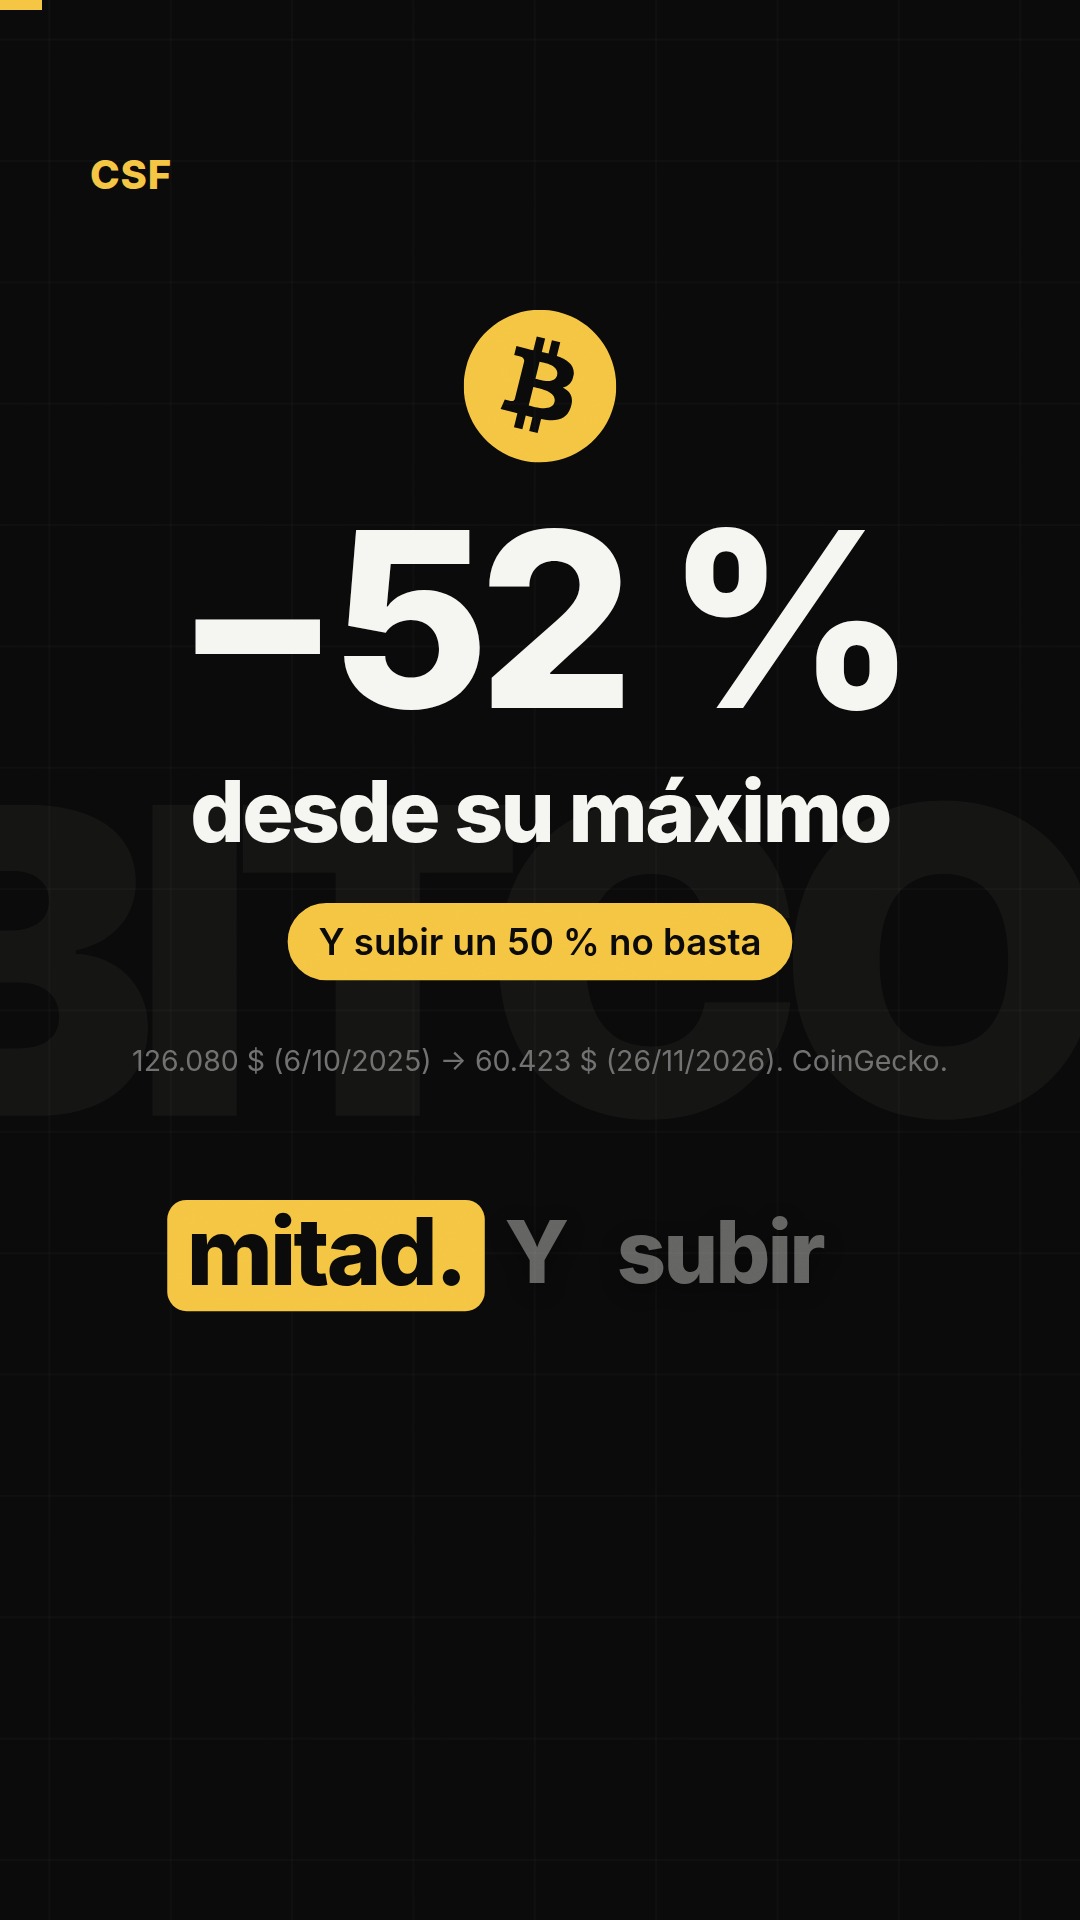 CSF
−52 %
desde su máximo
BITCO
Y subir un 50 % no basta
126.080 $ (6/10/2025) → 60.423 $ (26/11/2026). CoinGecko.
mitad. Y subir